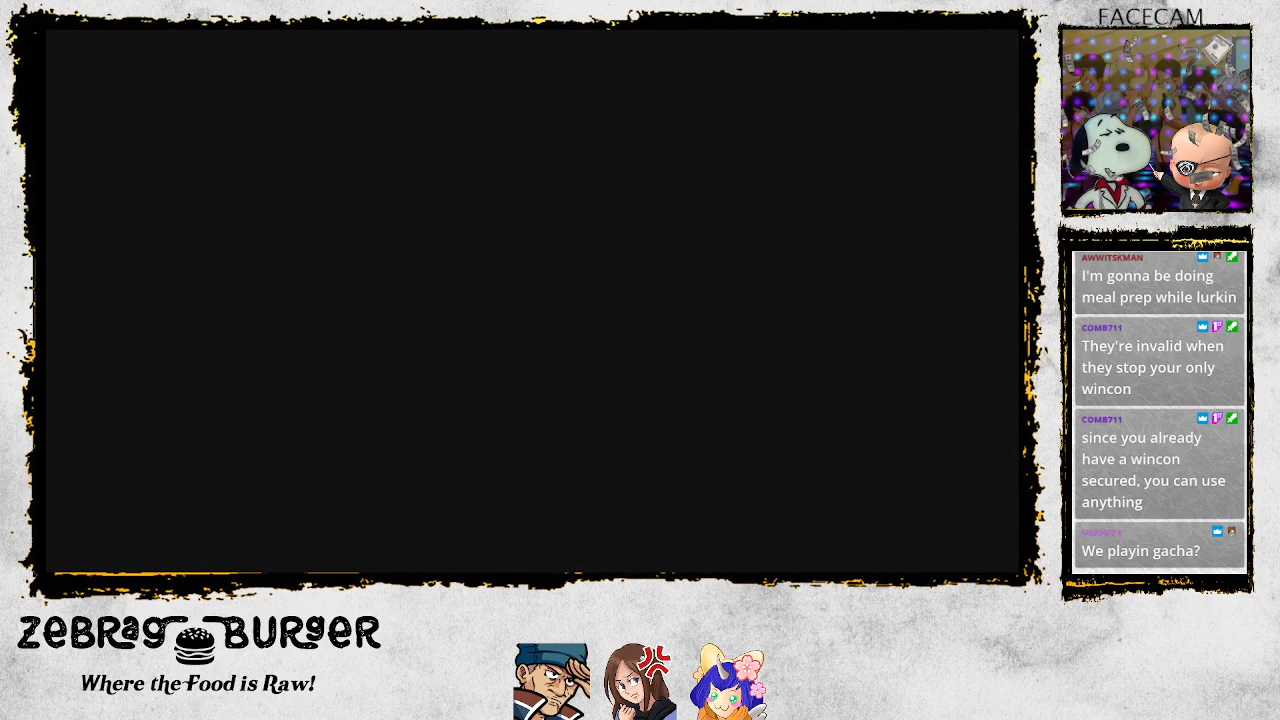 FACECAM
AWWITSKMAN
I'm gonna be doing
meal prep while lurkin
COMB711
They're invalid when
they stop your only
wincon
COMB711
since you already
have a wincon
secured, you can use
anything
We playin gacha?
ZEBRAG BURGER
Where the Food is Raw!